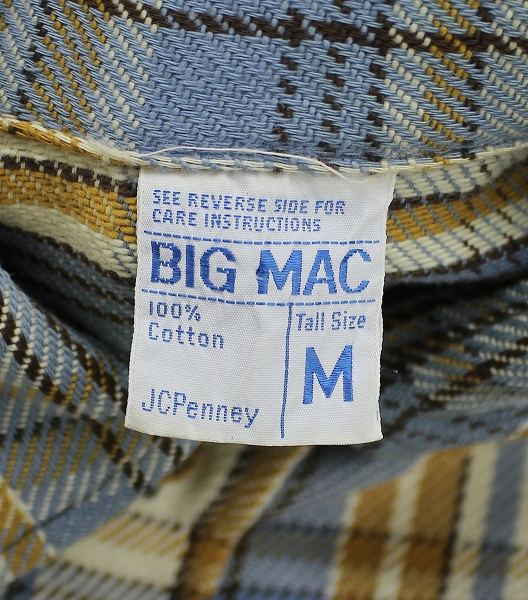 SEE REVERSE SIDE FOR
CARE INSTRUCTIONS
BIG MAC
100%
Cotton
JCPenney
Tall Size
M